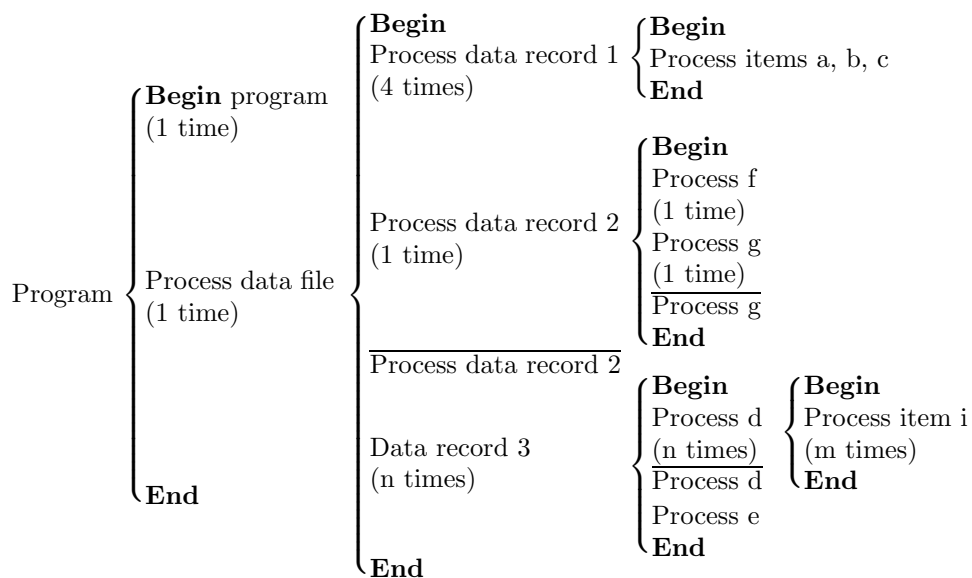 Program
Begin program
(1 time)
Process data file
(1 time)
End
Begin
Process data record 1
(4 times)
Process data record 2
(1 time)
Process data record 2
Data record 3
(n times)
End
Begin
Process items a, b, c
End
Begin
Process f
(1 time)
Process g
(1 time)
Process g
End
Begin
Process d
(n times)
Process d
Process e
End
Begin
Process item i
(m times)
End